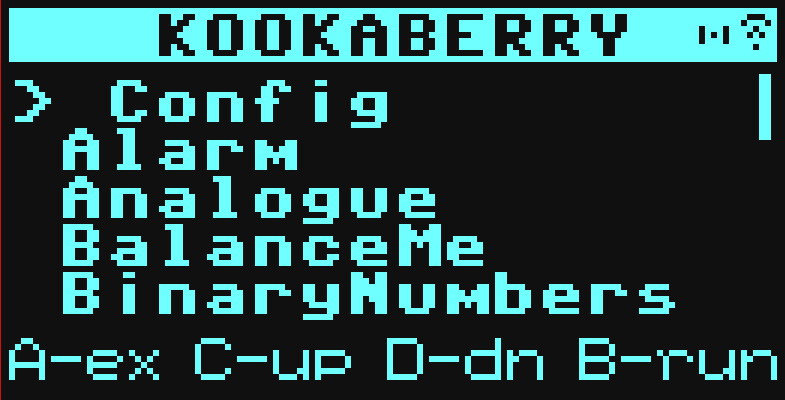 KOOKABERRY
> Config
Alarm
Analogue
BalanceMe
BinaryNumbers
A-ex C-up D-dn B-run